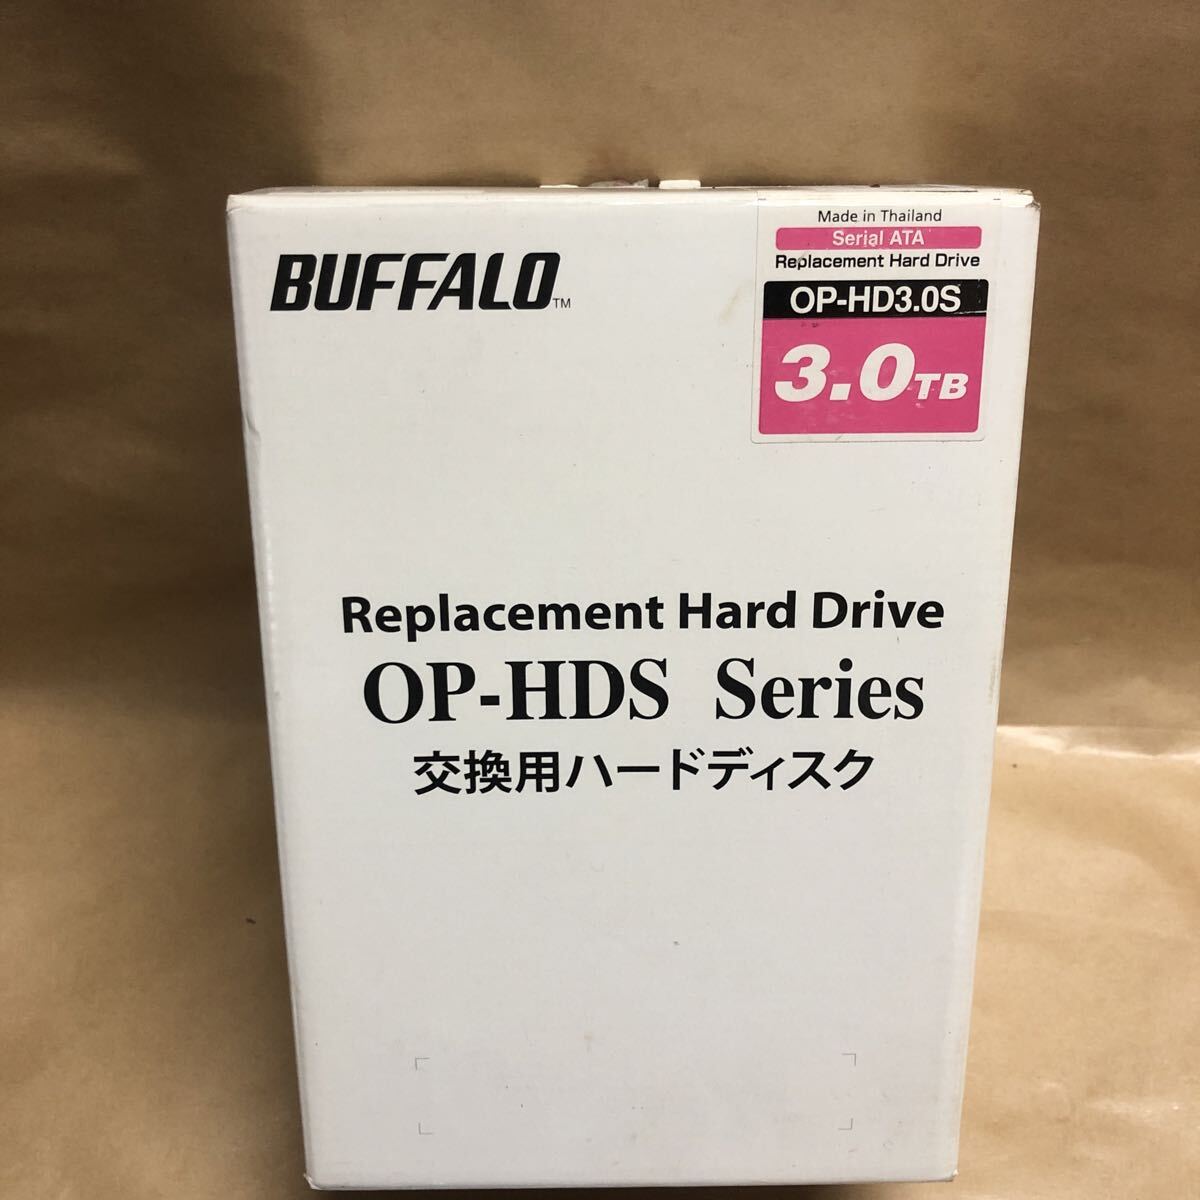 BUFFALO™
Made in Thailand
Serial ATA
Replacement Hard Drive
OP-HD3.0S
3.0TB
Replacement Hard Drive
OP-HDS Series
交換用ハードディスク